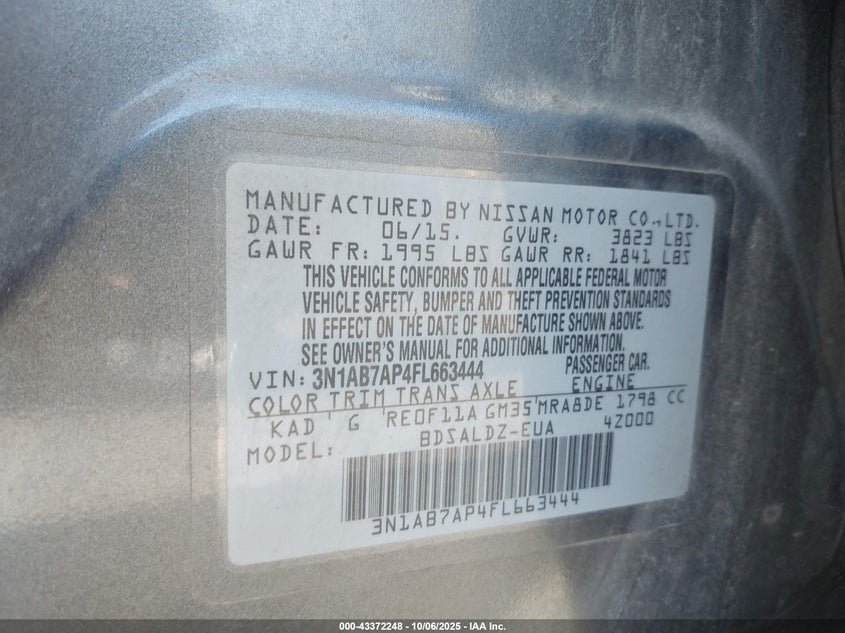 MANUFACTURED BY NISSAN MOTOR CO.,LTD.
DATE: 06/15. GVWR: 3823 LBS
GAWR FR: 1995 LBS GAWR RR: 1841 LBS
THIS VEHICLE CONFORMS TO ALL APPLICABLE FEDERAL MOTOR
VEHICLE SAFETY, BUMPER AND THEFT PREVENTION STANDARDS
IN EFFECT ON THE DATE OF MANUFACTURE SHOWN ABOVE.
SEE OWNER'S MANUAL FOR ADDITIONAL INFORMATION.
VIN: 3N1AB7AP4FL663444 PASSENGER CAR.
COLOR TRIM TRANS AXLE ENGINE
KAD ' G ' RE0F11A GM35'MRA8DE 1798 CC
MODEL: BDSALDZ-EUA 4Z000
3N1AB7AP4FL663444
000-43372248 - 10/06/2025 - IAA Inc.